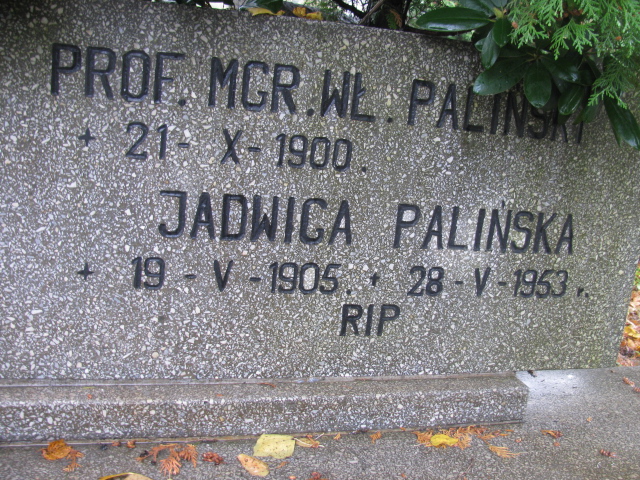 PROF. MGR. WŁ. PALIŃSKI
+ 21 - X - 1900.
JADWIGA PALIŃSKA
+ 19 - V - 1905. + 28 - V - 1953 r.
RIP